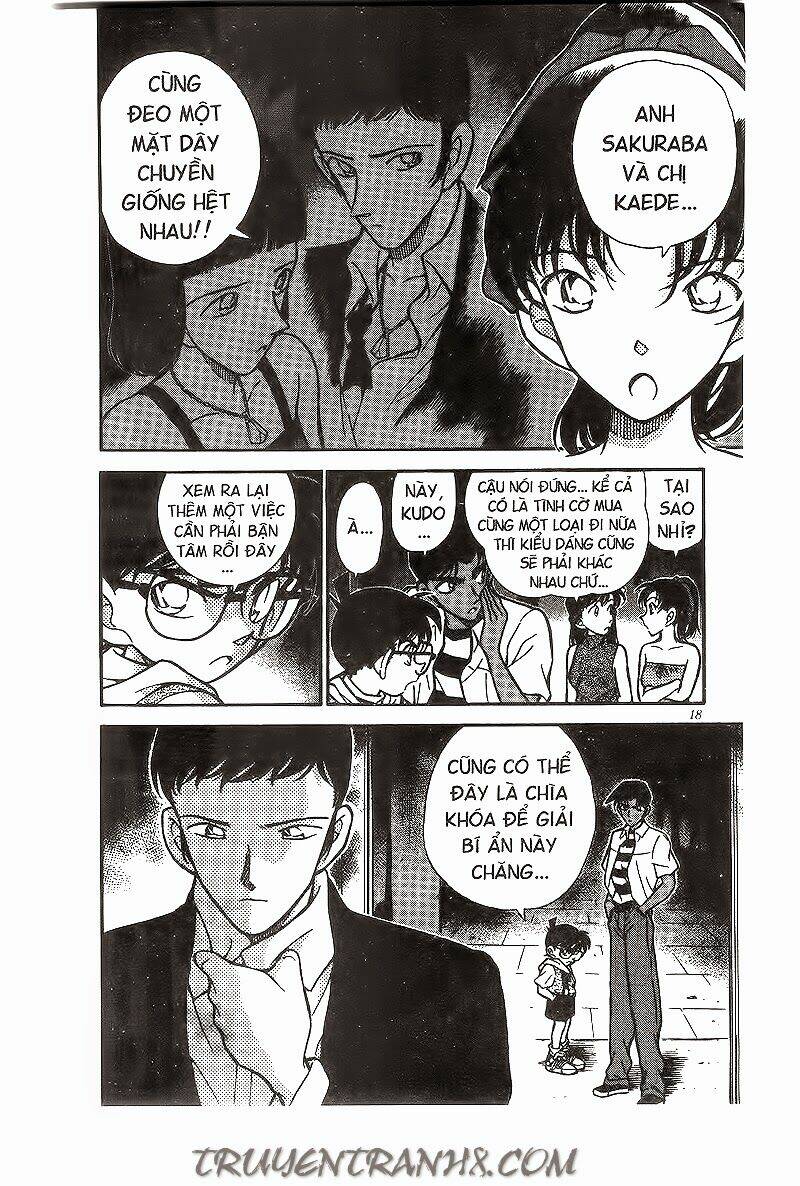 ANH
SAKURABA
VÀ CHỊ
KAEDE...
CÙNG
ĐEO MỘT
MẶT DÂY
CHUYỀN
GIỐNG HỆT
NHAU!!
TẠI
SAO
NHỈ?
CẬU NÓI ĐÚNG... KỂ CẢ
CÓ LÀ TÌNH CỜ MUA
CÙNG MỘT LOẠI ĐI NỮA
THÌ KIỂU DÁNG CŨNG
SẼ PHẢI KHÁC
NHAU CHỨ...
NÀY,
KUDO
...
À...
XEM RA LẠI
THÊM MỘT VIỆC
CẦN PHẢI BẬN
TÂM RỒI ĐÂY
...
18
CŨNG CÓ THỂ
ĐÂY LÀ CHÌA
KHÓA ĐỂ GIẢI
BÍ ẨN NÀY
CHĂNG...
TRUYENTRANH8.COM